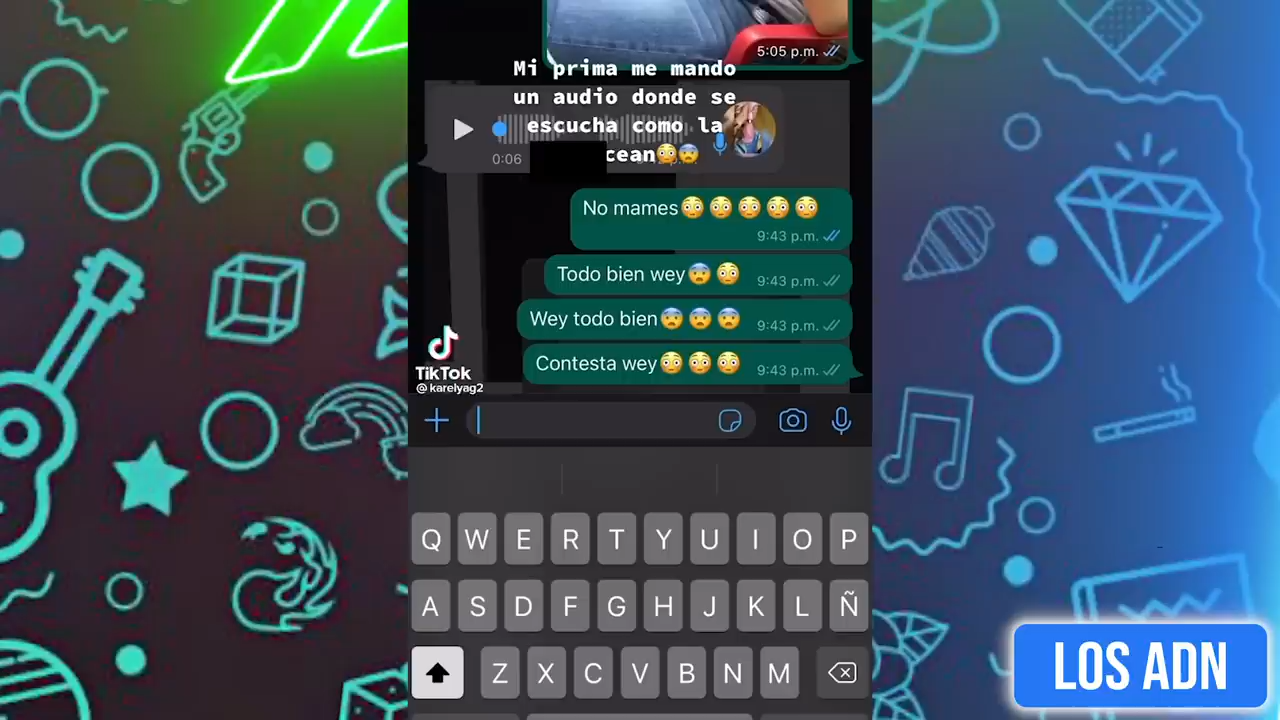 5:05 p.m.
Mi prima me mando
un audio donde se
escucha como la
cean😳😨
0:06
No mames😳😳😳😳😳
9:43 p.m.
Todo bien wey😨😳 9:43 p.m.
Wey todo bien😨😨😨 9:43 p.m.
Contesta wey😳😳😳 9:43 p.m.
TikTok
@karelyag2
Q W E R T Y U I O P
A S D F G H J K L Ñ
Z X C V B N M
LOS ADN